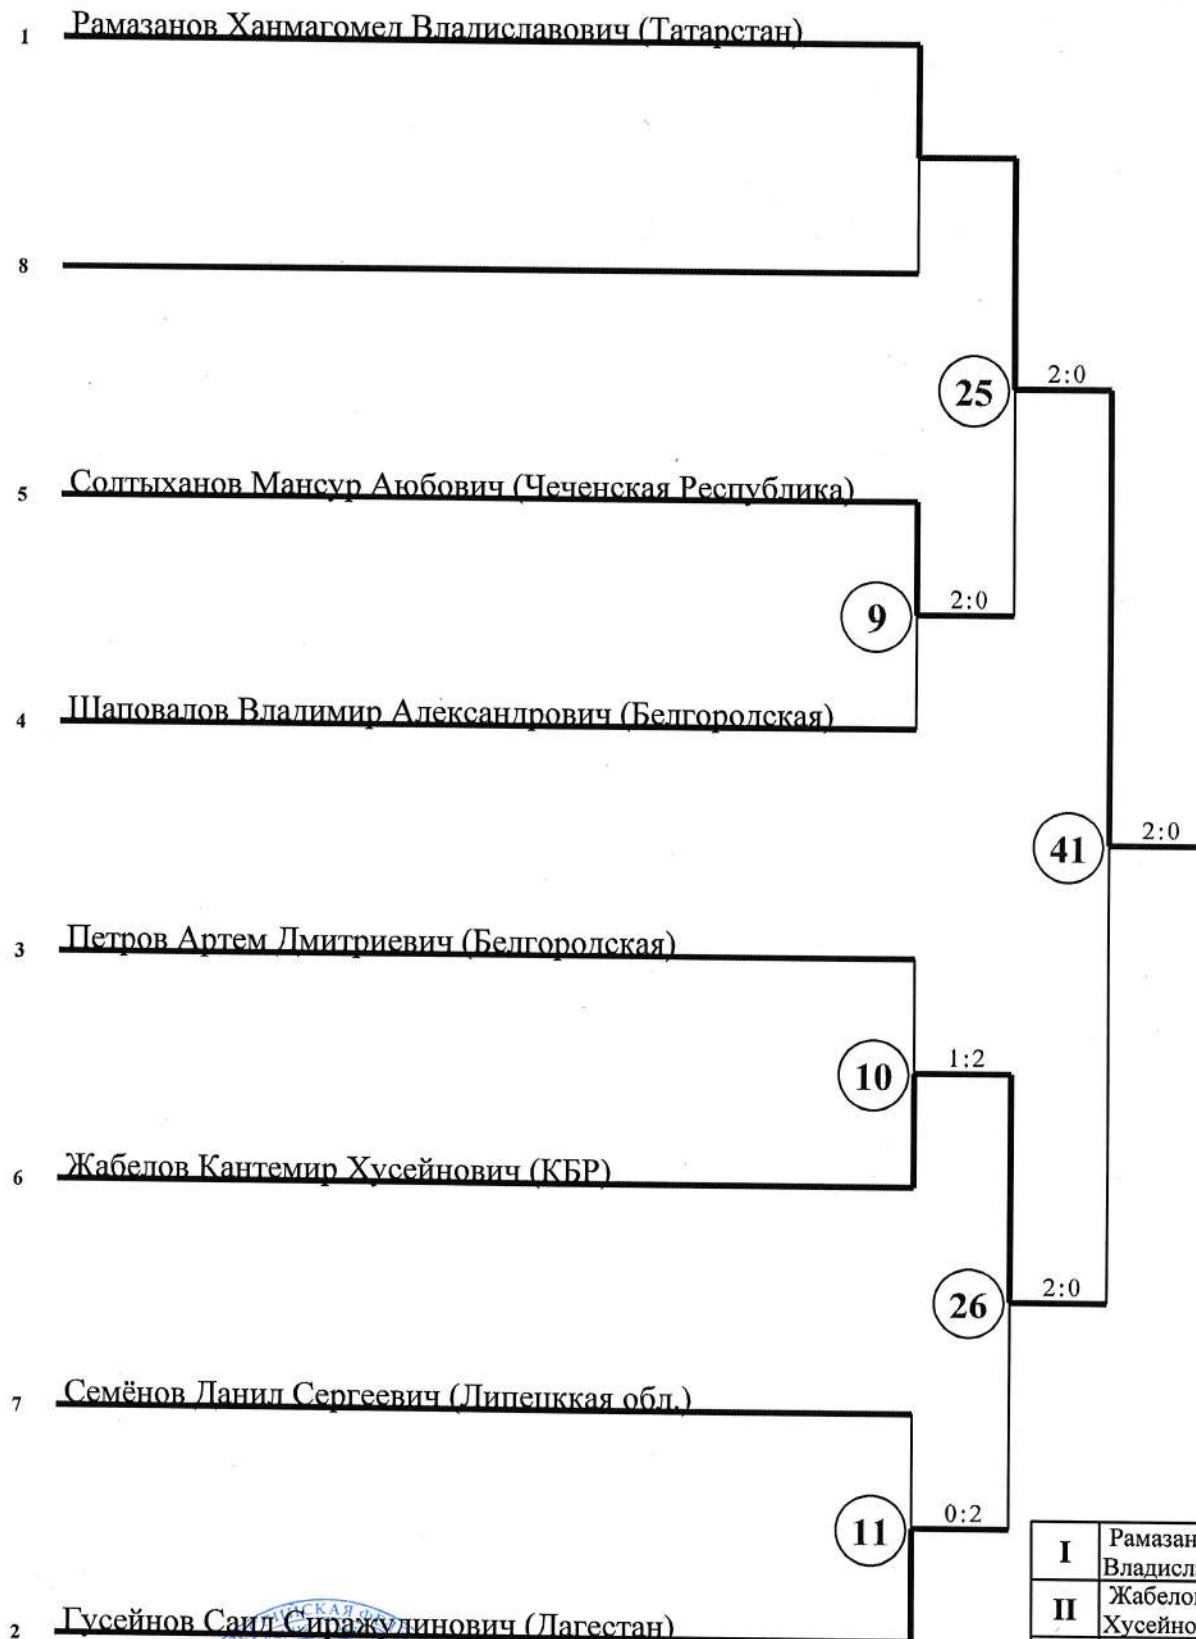 1 Рамазанов Ханмагомед Владиславович (Татарстан)
8
25 2:0
5 Солтыханов Мансур Аюбович (Чеченская Республика)
9 2:0
4 Шаповалов Владимир Александрович (Белгородская)
41 2:0
3 Петров Артем Дмитриевич (Белгородская)
10 1:2
6 Жабелов Кантемир Хусейнович (КБР)
26 2:0
7 Семёнов Данил Сергеевич (Липецккая обл.)
11 0:2
I Рамазан
Владисл
II Жабелов
Хусейно
2 Гусейнов Саид Сиражудинович (Дагестан)